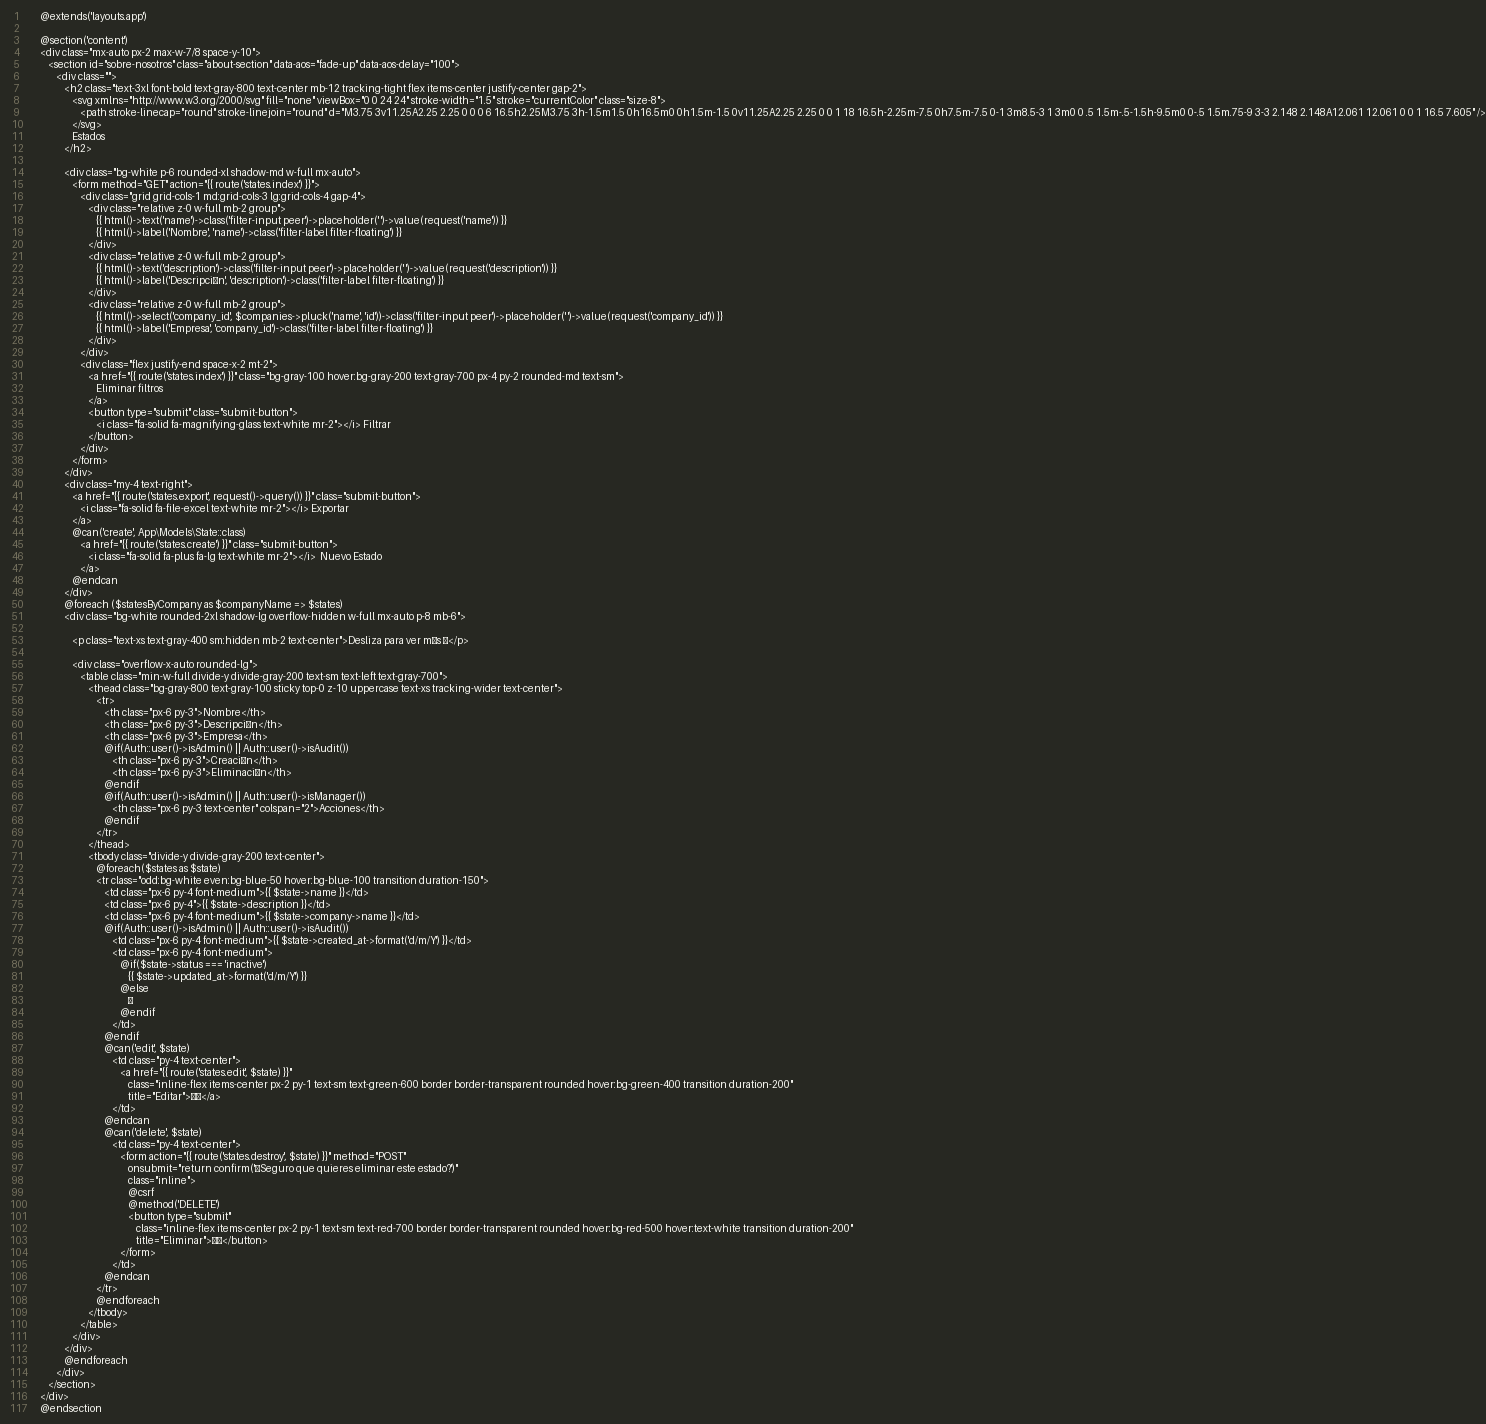 1 @extends('layouts.app')
2
3 @section('content')
4 <div class="mx-auto px-2 max-w-7/8 space-y-10">
5 <section id="sobre-nosotros" class="about-section" data-aos="fade-up" data-aos-delay="100">
6 <div class="">
7 <h2 class="text-3xl font-bold text-gray-800 text-center mb-12 tracking-tight flex items-center justify-center gap-2">
8 <svg xmlns="http://www.w3.org/2000/svg" fill="none" viewBox="0 0 24 24" stroke-width="1.5" stroke="currentColor" class="size-8">
9 <path stroke-linecap="round" stroke-linejoin="round" d="M3.75 3v11.25A2.25 2.25 0 0 0 6 16.5h2.25M3.75 3h-1.5m1.5 0h16.5m0 0h1.5m-1.5 0v11.25A2.25 2.25 0 0 1 18 16.5h-2.25m-7.5 0h7.5m-7.5 0-1 3m8.5-3 1 3m0 0 .5 1.5m-.5-1.5h-9.5m0 0-.5 1.5m.75-9 3-3 2.148 2.148A12.061 12.061 0 0 1 16.5 7.605" />
10 </svg>
11 Estados
12 </h2>
13
14 <div class="bg-white p-6 rounded-xl shadow-md w-full mx-auto">
15 <form method="GET" action="{{ route('states.index') }}">
16 <div class="grid grid-cols-1 md:grid-cols-3 lg:grid-cols-4 gap-4">
17 <div class="relative z-0 w-full mb-2 group">
18 {{ html()->text('name')->class('filter-input peer')->placeholder(' ')->value(request('name')) }}
19 {{ html()->label('Nombre', 'name')->class('filter-label filter-floating') }}
20 </div>
21 <div class="relative z-0 w-full mb-2 group">
22 {{ html()->text('description')->class('filter-input peer')->placeholder(' ')->value(request('description')) }}
23 {{ html()->label('Descripci▯n', 'description')->class('filter-label filter-floating') }}
24 </div>
25 <div class="relative z-0 w-full mb-2 group">
26 {{ html()->select('company_id', $companies->pluck('name', 'id'))->class('filter-input peer')->placeholder(' ')->value(request('company_id')) }}
27 {{ html()->label('Empresa', 'company_id')->class('filter-label filter-floating') }}
28 </div>
29 </div>
30 <div class="flex justify-end space-x-2 mt-2">
31 <a href="{{ route('states.index') }}" class="bg-gray-100 hover:bg-gray-200 text-gray-700 px-4 py-2 rounded-md text-sm">
32 Eliminar filtros
33 </a>
34 <button type="submit" class="submit-button">
35 <i class="fa-solid fa-magnifying-glass text-white mr-2"></i> Filtrar
36 </button>
37 </div>
38 </form>
39 </div>
40 <div class="my-4 text-right">
41 <a href="{{ route('states.export', request()->query()) }}" class="submit-button">
42 <i class="fa-solid fa-file-excel text-white mr-2"></i> Exportar
43 </a>
44 @can('create', App\Models\State::class)
45 <a href="{{ route('states.create') }}" class="submit-button">
46 <i class="fa-solid fa-plus fa-lg text-white mr-2"></i>  Nuevo Estado
47 </a>
48 @endcan
49 </div>
50 @foreach ($statesByCompany as $companyName => $states)
51 <div class="bg-white rounded-2xl shadow-lg overflow-hidden w-full mx-auto p-8 mb-6">
52
53 <p class="text-xs text-gray-400 sm:hidden mb-2 text-center">Desliza para ver m▯s ▯</p>
54
55 <div class="overflow-x-auto rounded-lg">
56 <table class="min-w-full divide-y divide-gray-200 text-sm text-left text-gray-700">
57 <thead class="bg-gray-800 text-gray-100 sticky top-0 z-10 uppercase text-xs tracking-wider text-center">
58 <tr>
59 <th class="px-6 py-3">Nombre</th>
60 <th class="px-6 py-3">Descripci▯n</th>
61 <th class="px-6 py-3">Empresa</th>
62 @if(Auth::user()->isAdmin() || Auth::user()->isAudit())
63 <th class="px-6 py-3">Creaci▯n</th>
64 <th class="px-6 py-3">Eliminaci▯n</th>
65 @endif
66 @if(Auth::user()->isAdmin() || Auth::user()->isManager())
67 <th class="px-6 py-3 text-center" colspan="2">Acciones</th>
68 @endif
69 </tr>
70 </thead>
71 <tbody class="divide-y divide-gray-200 text-center">
72 @foreach($states as $state)
73 <tr class="odd:bg-white even:bg-blue-50 hover:bg-blue-100 transition duration-150">
74 <td class="px-6 py-4 font-medium">{{ $state->name }}</td>
75 <td class="px-6 py-4">{{ $state->description }}</td>
76 <td class="px-6 py-4 font-medium">{{ $state->company->name }}</td>
77 @if(Auth::user()->isAdmin() || Auth::user()->isAudit())
78 <td class="px-6 py-4 font-medium">{{ $state->created_at->format('d/m/Y') }}</td>
79 <td class="px-6 py-4 font-medium">
80 @if($state->status === 'inactive')
81 {{ $state->updated_at->format('d/m/Y') }}
82 @else
83 ▯
84 @endif
85 </td>
86 @endif
87 @can('edit', $state)
88 <td class="py-4 text-center">
89 <a href="{{ route('states.edit', $state) }}"
90 class="inline-flex items-center px-2 py-1 text-sm text-green-600 border border-transparent rounded hover:bg-green-400 transition duration-200"
91 title="Editar">▯▯</a>
92 </td>
93 @endcan
94 @can('delete', $state)
95 <td class="py-4 text-center">
96 <form action="{{ route('states.destroy', $state) }}" method="POST"
97 onsubmit="return confirm('▯Seguro que quieres eliminar este estado?')"
98 class="inline">
99 @csrf
100 @method('DELETE')
101 <button type="submit"
102 class="inline-flex items-center px-2 py-1 text-sm text-red-700 border border-transparent rounded hover:bg-red-500 hover:text-white transition duration-200"
103 title="Eliminar">▯▯</button>
104 </form>
105 </td>
106 @endcan
107 </tr>
108 @endforeach
109 </tbody>
110 </table>
111 </div>
112 </div>
113 @endforeach
114 </div>
115 </section>
116 </div>
117 @endsection